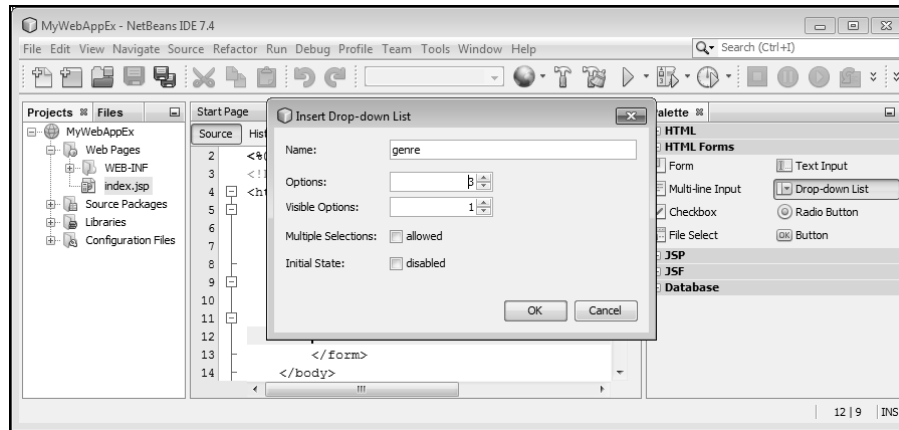 MyWebAppEx - NetBeans IDE 7.4
File Edit View Navigate Source Refactor Run Debug Profile Team Tools Window Help
Search (Ctrl+I)
Projects Files
MyWebAppEx
Web Pages
WEB-INF
index.jsp
Source Packages
Libraries
Configuration Files
Start Page
Source
2 <%
3 <!
4 <ht
5
6
7
8
9
10
11
12
13 </form>
14 </body>
Insert Drop-down List
Name: genre
Options: 3
Visible Options: 1
Multiple Selections: allowed
Initial State: disabled
OK Cancel
HTML
HTML Forms
Form Text Input
Multi-line Input Drop-down List
Checkbox Radio Button
File Select OK Button
JSP
JSF
Database
12 | 9 INS